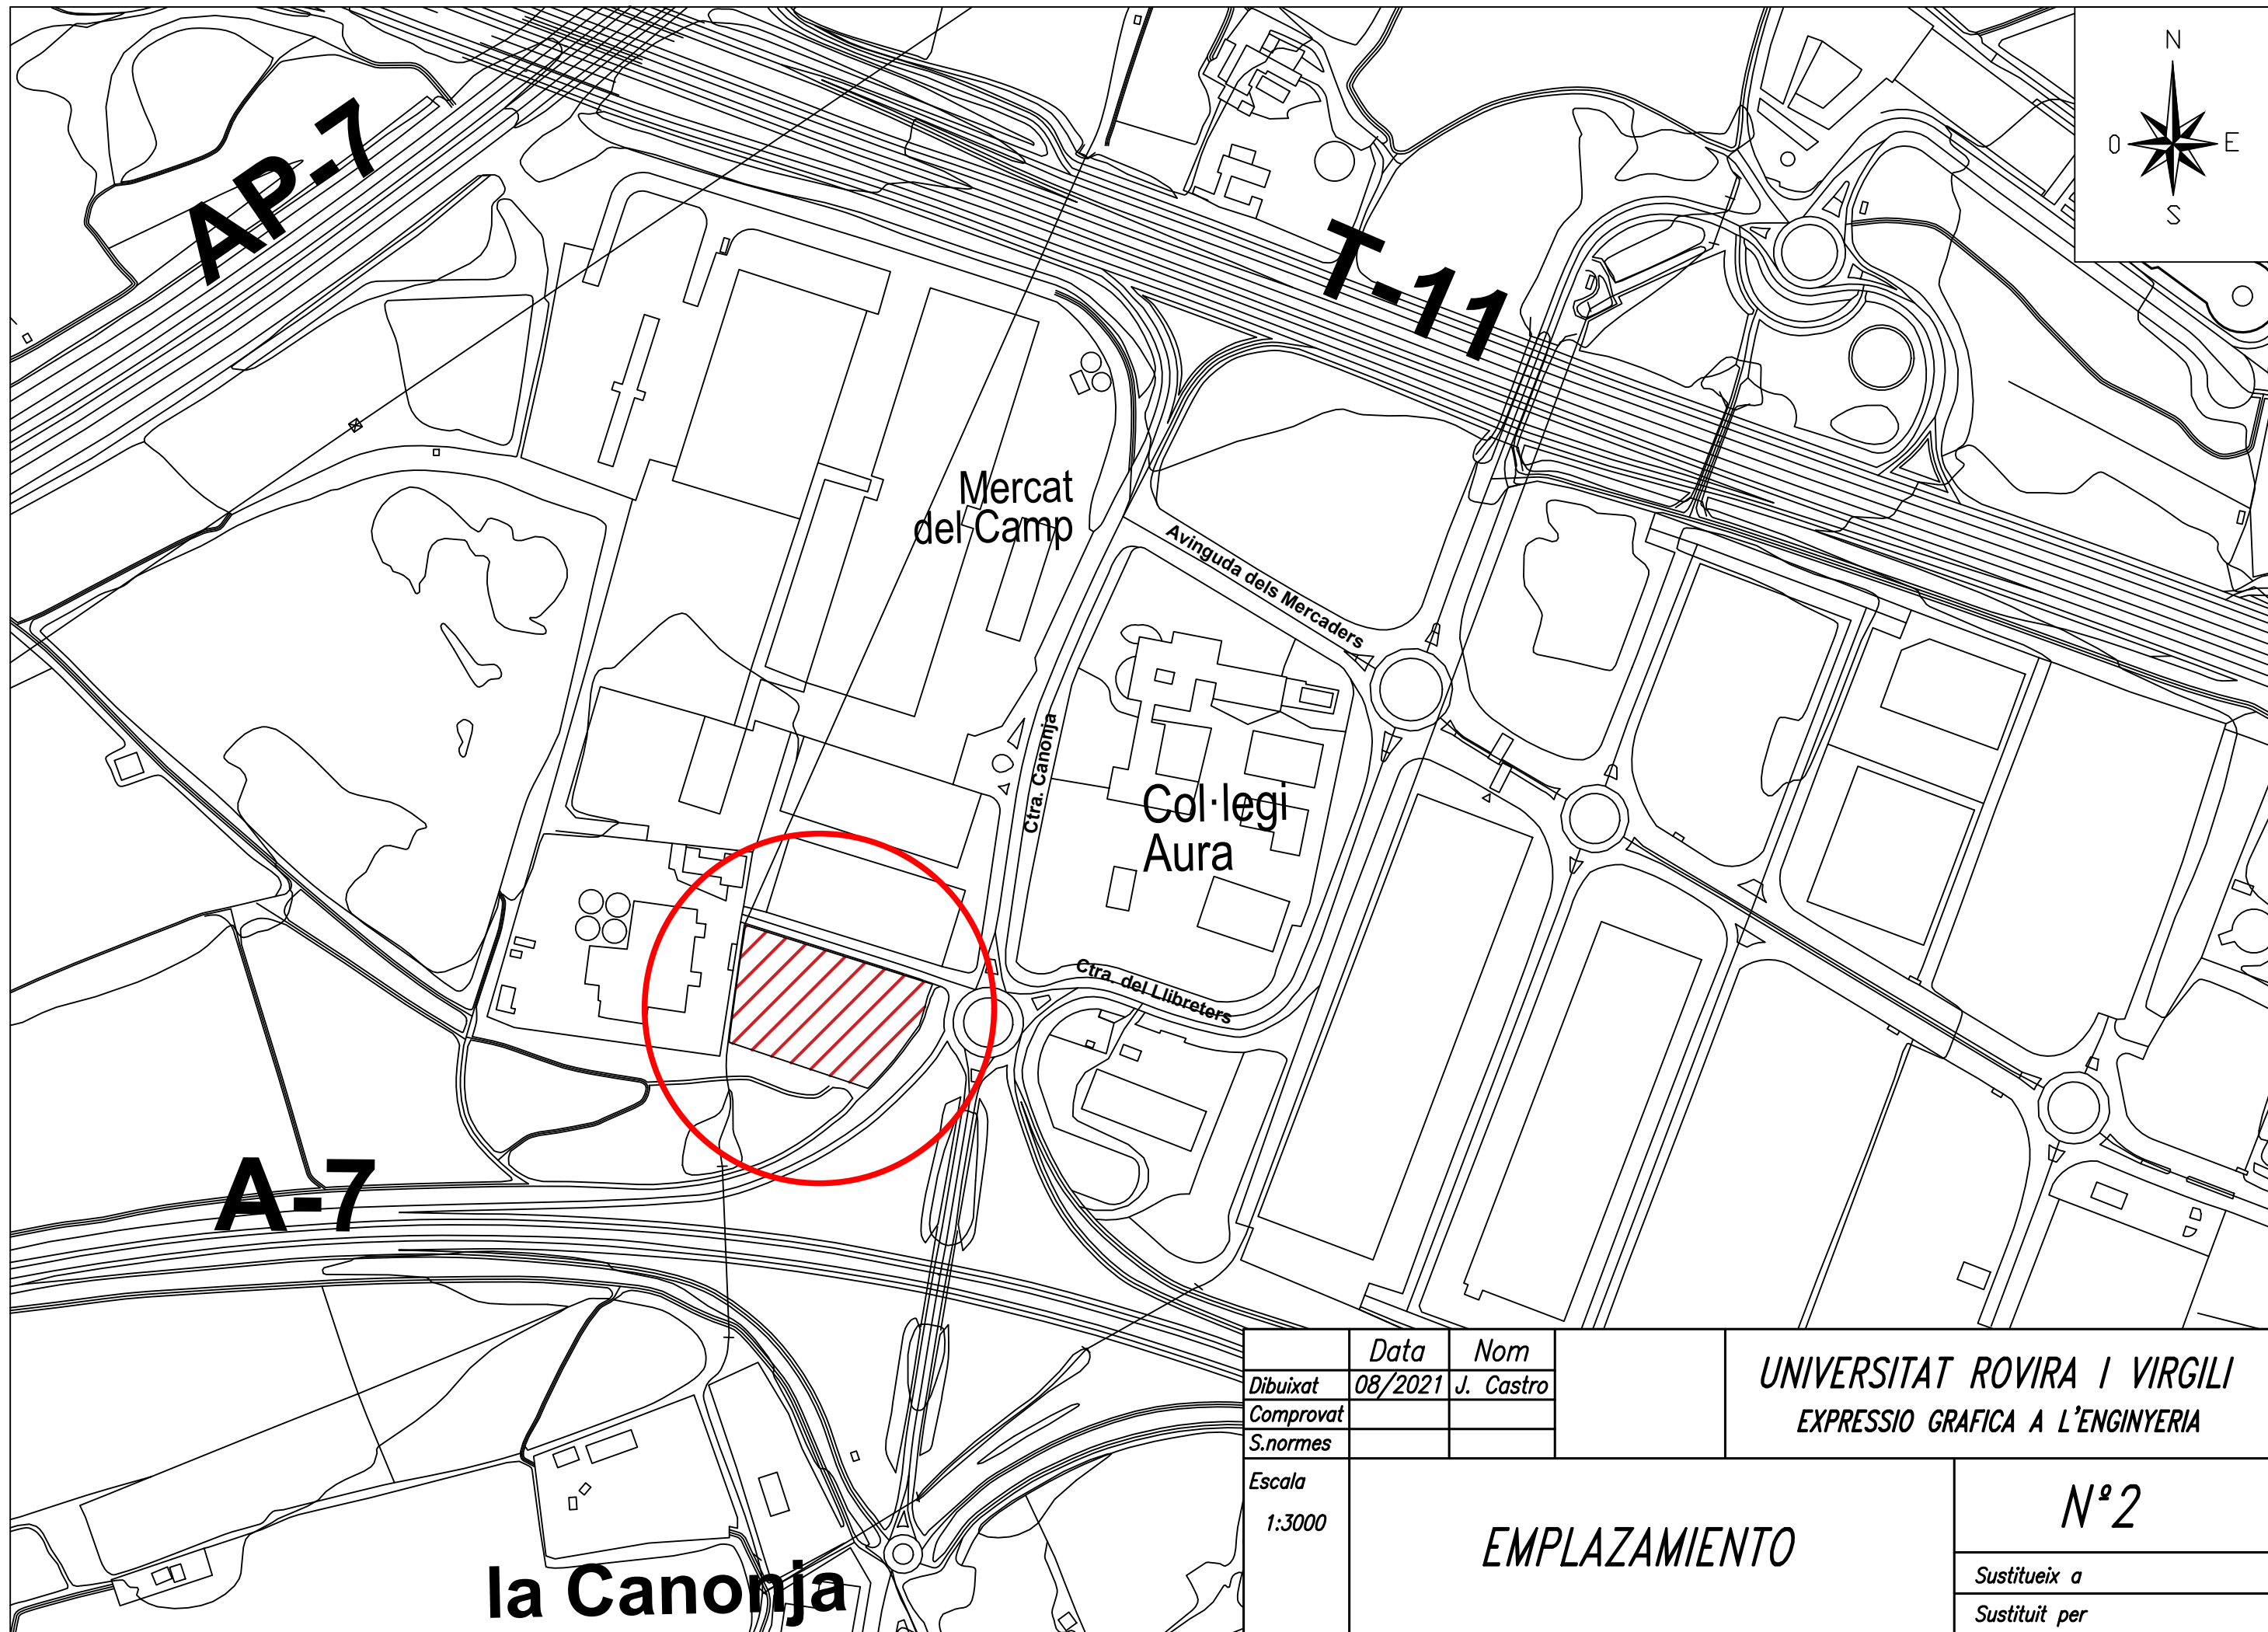 N
O
E
S
AP-7
T-11
Mercat
del Camp
Avinguda dels Mercaders
Ctra. Canonja
Col·legi
Aura
Ctra. del Llibreters
A-7
la Canonja
Data Nom
Dibuixat 08/2021 J. Castro
Comprovat
S.normes
UNIVERSITAT ROVIRA I VIRGILI
EXPRESSIO GRAFICA A L'ENGINYERIA
Escala
1:3000
EMPLAZAMIENTO
Nº2
Sustitueix a
Sustituit per